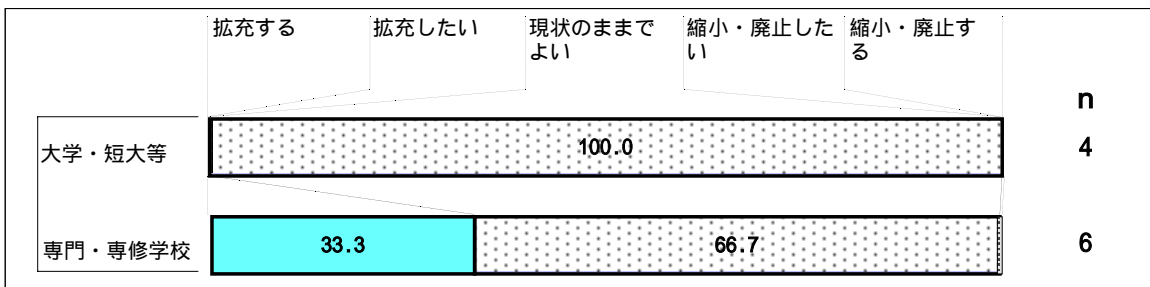 拡充する
拡充したい
現状のままで
よい
縮小・廃止した
い
縮小・廃止す
る
n
大学・短大等
100.0
4
専門・専修学校
33.3
66.7
6